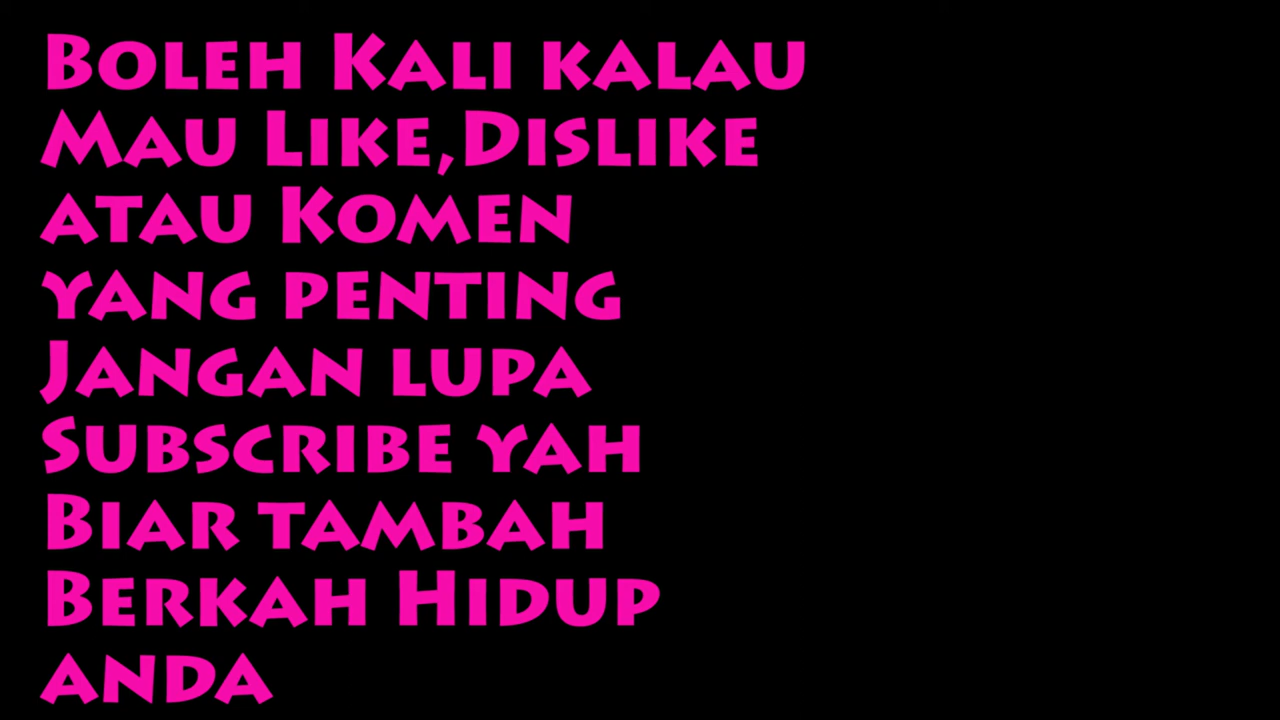 Boleh Kali kalau
Mau Like,Dislike
atau Komen
yang penting
Jangan lupa
Subscribe yah
Biar tambah
Berkah Hidup
anda